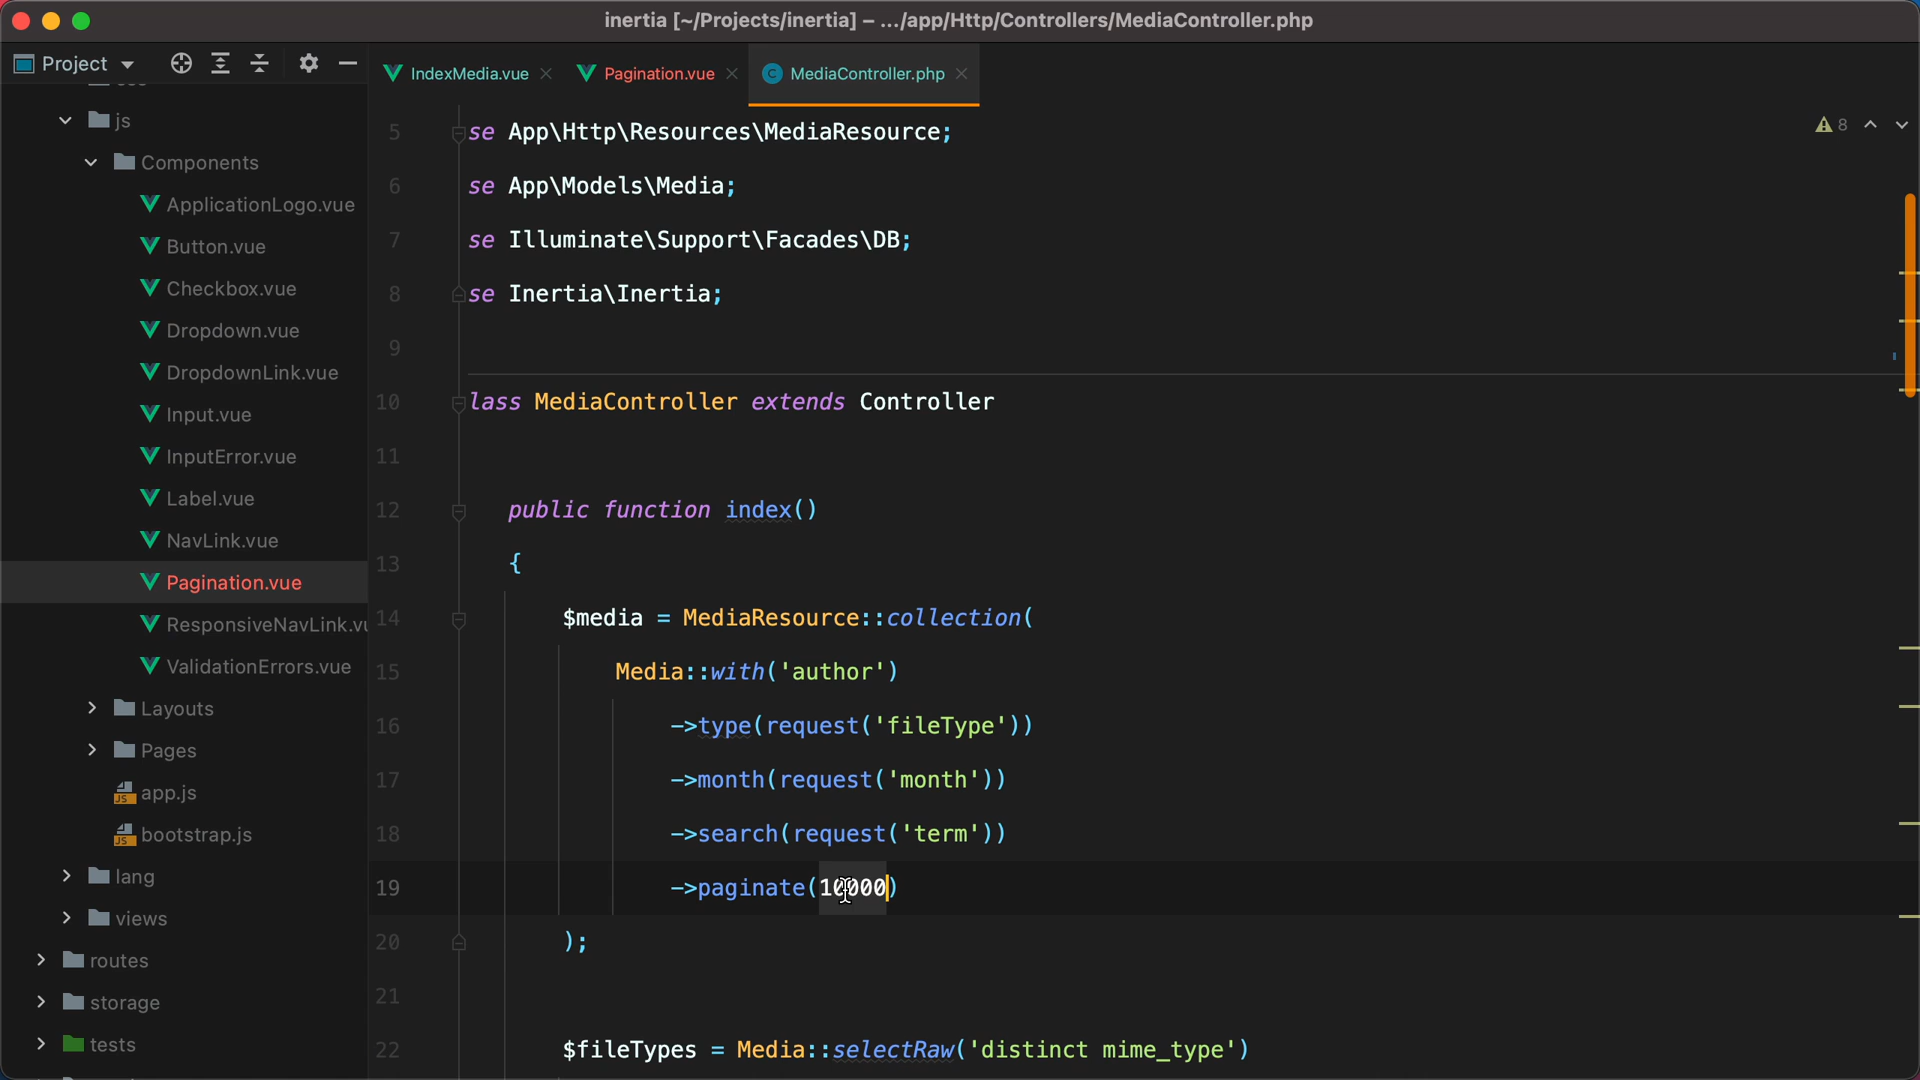 inertia [~/Projects/inertia] – .../app/Http/Controllers/MediaController.php
Project
IndexMedia.vue
Pagination.vue
MediaController.php
js
Components
ApplicationLogo.vue
Button.vue
Checkbox.vue
Dropdown.vue
DropdownLink.vue
Input.vue
InputError.vue
Label.vue
NavLink.vue
Pagination.vue
ResponsiveNavLink.vu
ValidationErrors.vue
Layouts
Pages
JS app.js
JS bootstrap.js
lang
views
routes
storage
tests
8
5 se App\Http\Resources\MediaResource;
6 se App\Models\Media;
7 se Illuminate\Support\Facades\DB;
8 se Inertia\Inertia;
9
10 lass MediaController extends Controller
11
12 public function index()
13 {
14 $media = MediaResource::collection(
15 Media::with('author')
16 ->type(request('fileType'))
17 ->month(request('month'))
18 ->search(request('term'))
19 ->paginate(10000)
20 );
21
22 $fileTypes = Media::selectRaw('distinct mime_type')